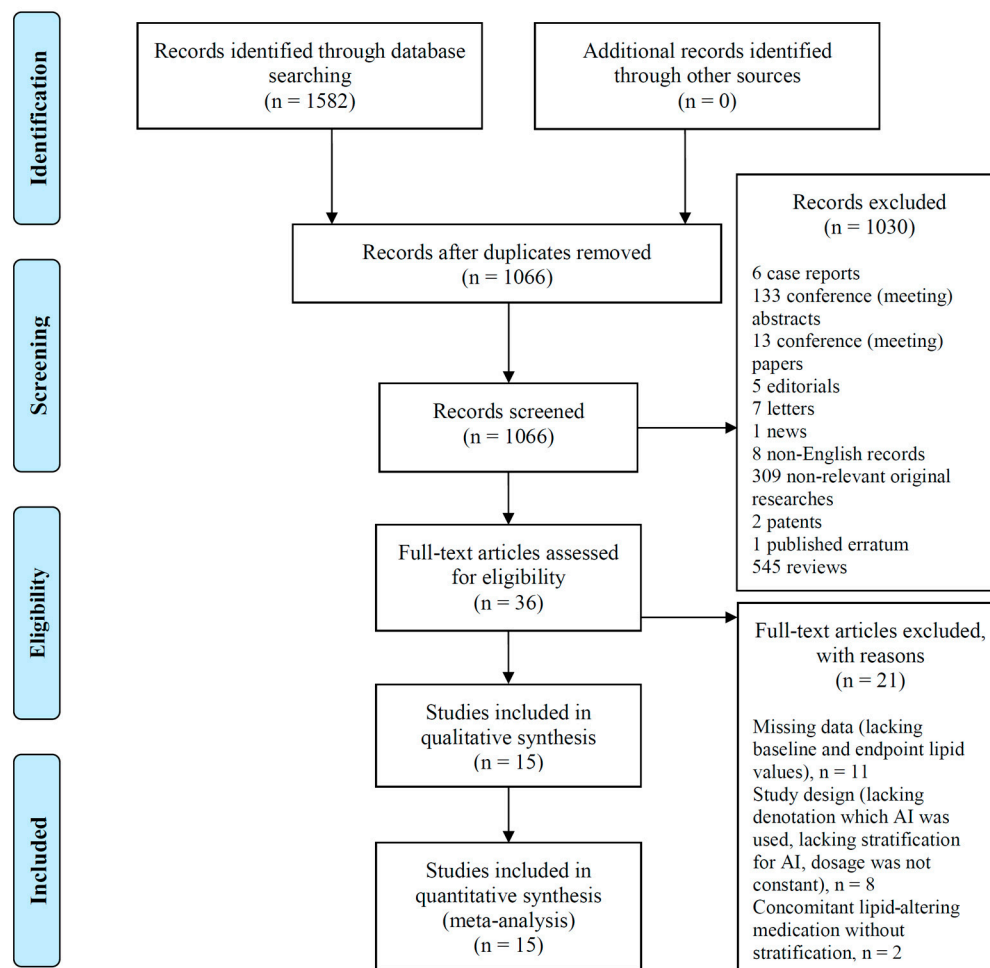 Identification
Records identified through database
searching
(n = 1582)
Additional records identified
through other sources
(n = 0)
Records after duplicates removed
(n = 1066)
Screening
Records screened
(n = 1066)
Records excluded
(n = 1030)
6 case reports
133 conference (meeting)
abstracts
13 conference (meeting)
papers
5 editorials
7 letters
1 news
8 non-English records
309 non-relevant original
researches
2 patents
1 published erratum
545 reviews
Eligibility
Full-text articles assessed
for eligibility
(n = 36)
Full-text articles excluded,
with reasons
(n = 21)
Missing data (lacking
baseline and endpoint lipid
values), n = 11
Study design (lacking
denotation which AI was
used, lacking stratification
for AI, dosage was not
constant), n = 8
Concomitant lipid-altering
medication without
stratification, n = 2
Studies included in
qualitative synthesis
(n = 15)
Included
Studies included in
quantitative synthesis
(meta-analysis)
(n = 15)